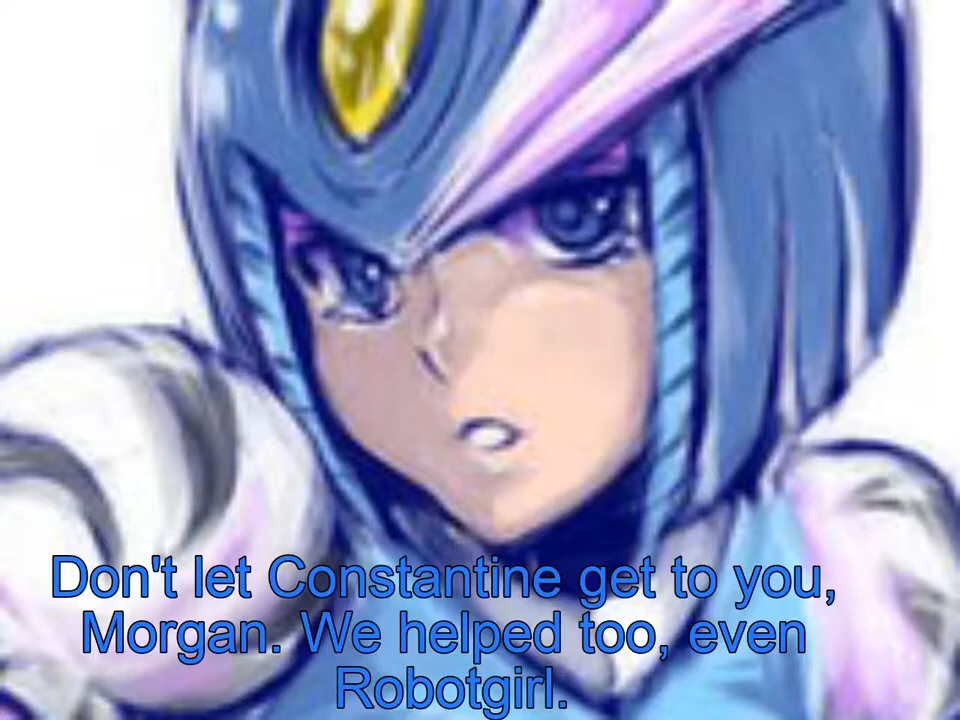 Don't let Constantine get to you,
Morgan. We helped too, even
Robotgirl.